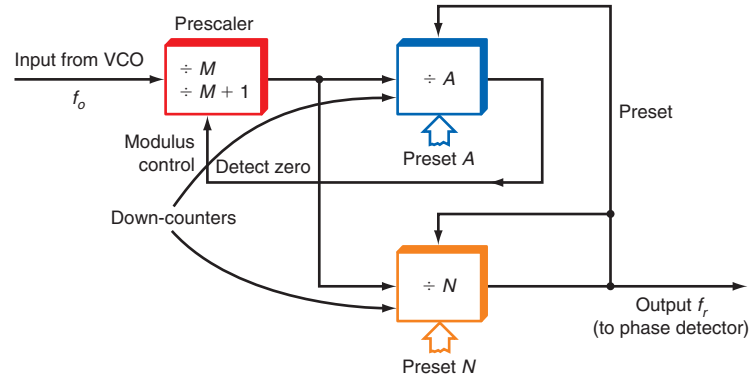 Prescaler
Input from VCO
f_o
÷ M
÷ M + 1
÷ A
Preset
Modulus
control
Preset A
Detect zero
Down-counters
÷ N
Output f_r
(to phase detector)
Preset N